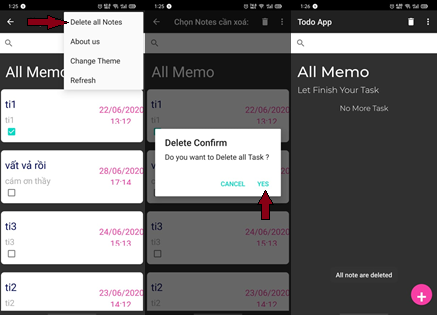 1:25
Delete all Notes
About us
Change Theme
Refresh
All Memo
ti1
22/06/2020
13:12
ti1
vất vả rồi
28/06/2020
17:14
cám ơn thầy
ti3
24/06/2020
15:13
ti3
ti2
23/06/2020
14:12
ti2
1:25
Chọn Notes cần xoá:
All Memo
ti1
22/06/2020
13:12
Delete Confirm
Do you want to Delete all Task ?
CANCEL
YES
ti3
24/06/2020
15:13
ti3
ti2
23/06/2020
14:12
ti2
1:26
Todo App
All Memo
Let Finish Your Task
No More Task
All note are deleted